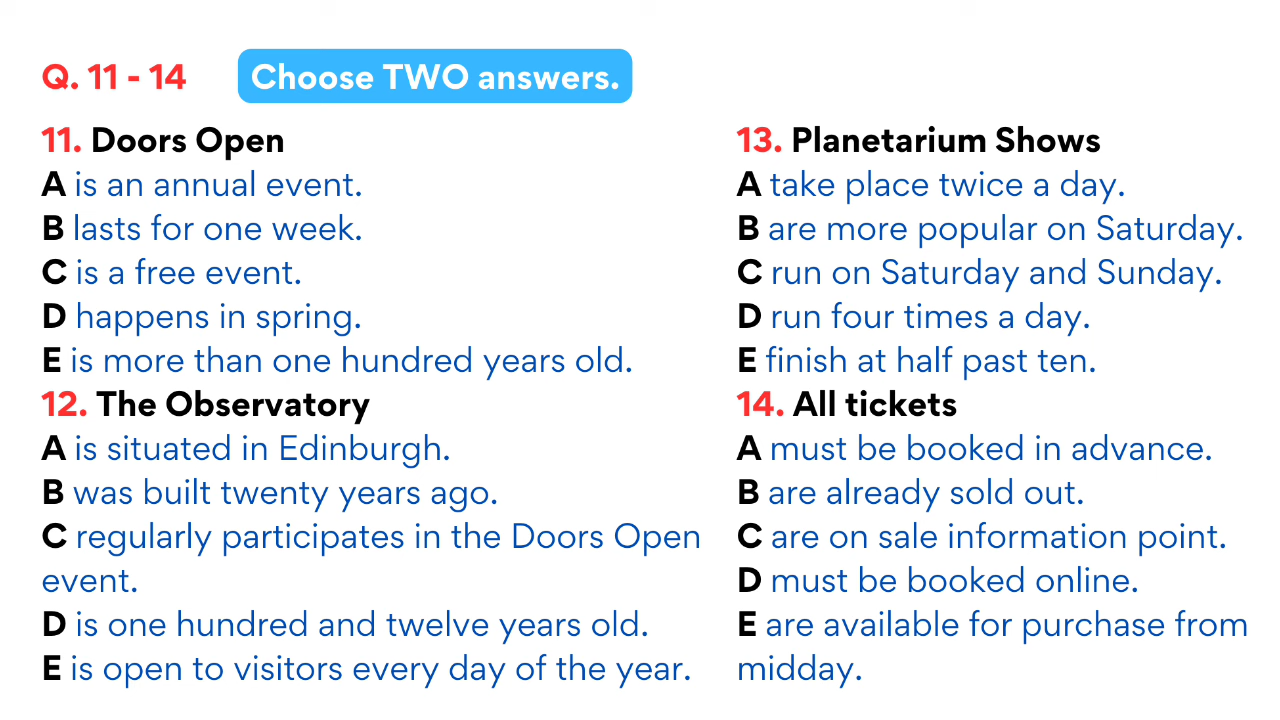 Q. 11 - 14
Choose TWO answers.
11. Doors Open
A is an annual event.
B lasts for one week.
C is a free event.
D happens in spring.
E is more than one hundred years old.
12. The Observatory
A is situated in Edinburgh.
B was built twenty years ago.
C regularly participates in the Doors Open
event.
D is one hundred and twelve years old.
E is open to visitors every day of the year.
13. Planetarium Shows
A take place twice a day.
B are more popular on Saturday.
C run on Saturday and Sunday.
D run four times a day.
E finish at half past ten.
14. All tickets
A must be booked in advance.
B are already sold out.
C are on sale information point.
D must be booked online.
E are available for purchase from
midday.